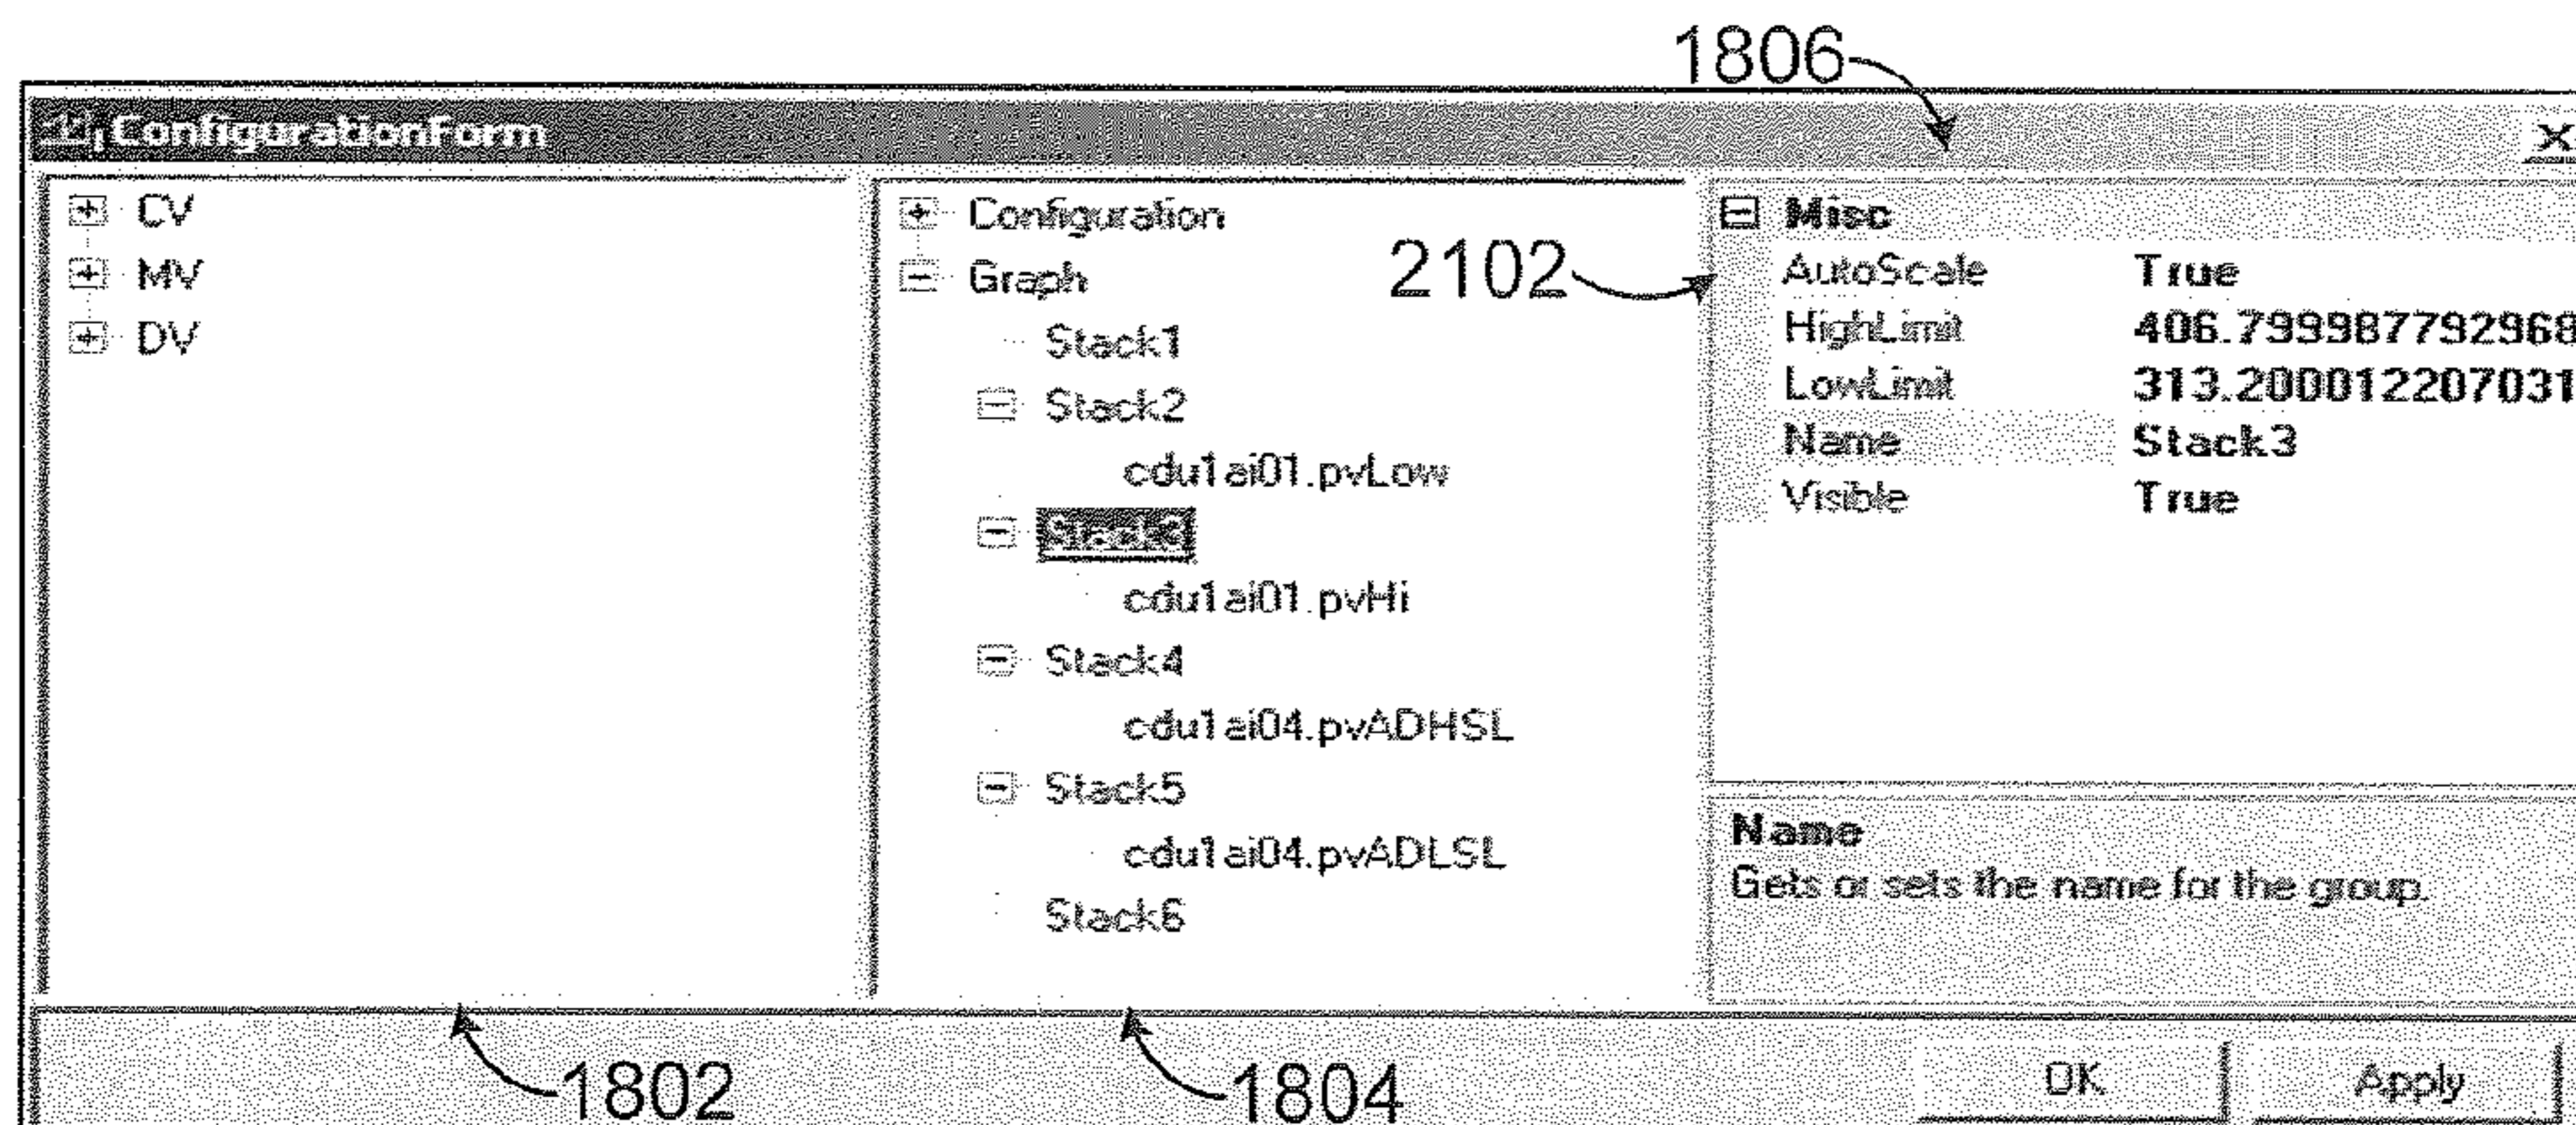 1806
ConfigurationForm
CV
MV
DV
Configuration
Graph
Stack1
Stack2
cdu1ai01.pvLow
Stack3
cdu1ai01.pvHi
Stack4
cdu1ai04.pvADHSL
Stack5
cdu1ai04.pvADLSL
Stack6
2102
Misc
AutoScale True
HighLimit 406.799987792968
LowLimit 313.200012207031
Name Stack3
Visible True
Name
Gets or sets the name for the group.
1802
1804
OK Apply